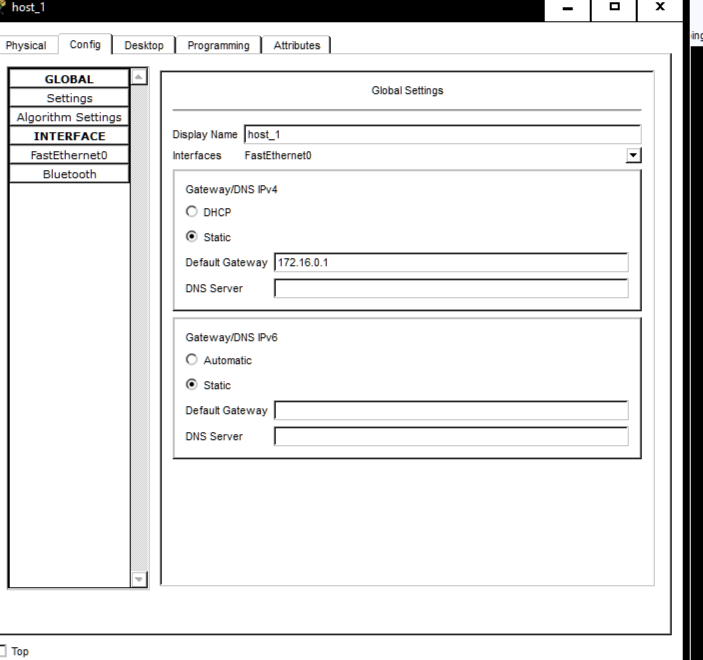 host_1
Physical Config Desktop Programming Attributes
GLOBAL
Settings
Algorithm Settings
INTERFACE
FastEthernet0
Bluetooth
Global Settings
Display Name host_1
Interfaces FastEthernet0
Gateway/DNS IPv4
DHCP
Static
Default Gateway 172.16.0.1
DNS Server
Gateway/DNS IPv6
Automatic
Static
Default Gateway
DNS Server
Top